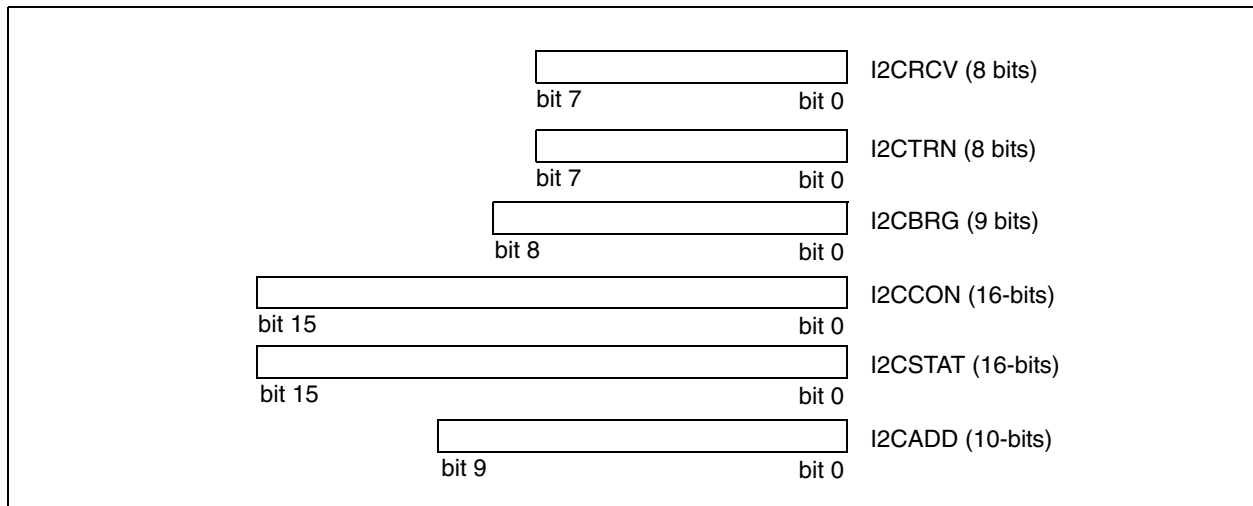 I2CRCV (8 bits)
bit 7 bit 0
I2CTRN (8 bits)
bit 7 bit 0
I2CBRG (9 bits)
bit 8 bit 0
I2CCON (16-bits)
bit 15 bit 0
I2CSTAT (16-bits)
bit 15 bit 0
I2CADD (10-bits)
bit 9 bit 0